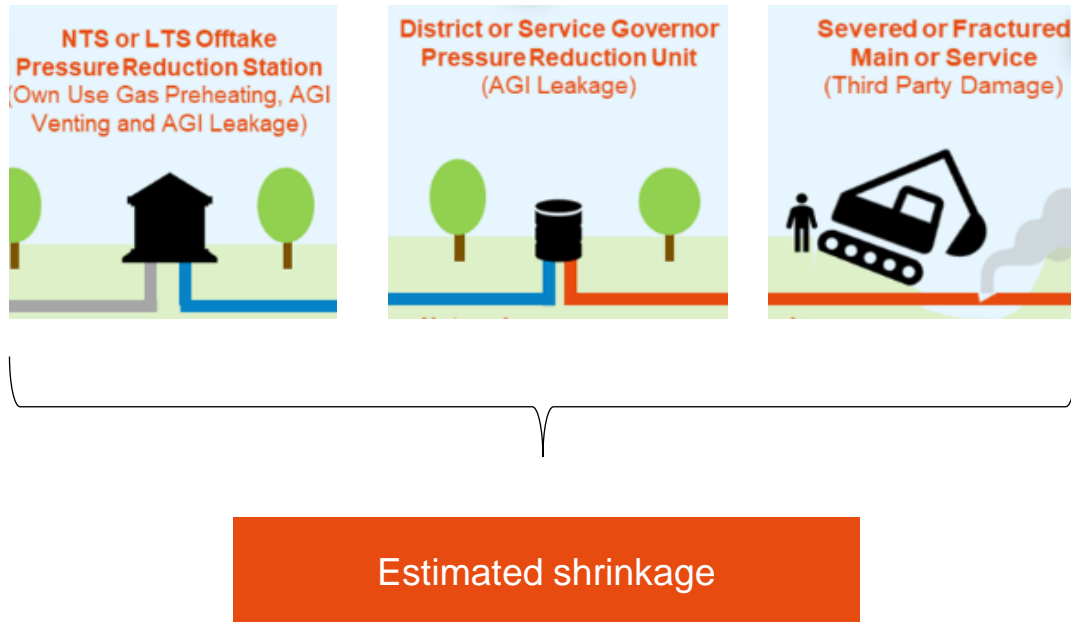 NTS or LTS Offtake
Pressure Reduction Station
(Own Use Gas Preheating, AGI
Venting and AGI Leakage)
District or Service Governor
Pressure Reduction Unit
(AGI Leakage)
Severed or Fractured
Main or Service
(Third Party Damage)
Estimated shrinkage